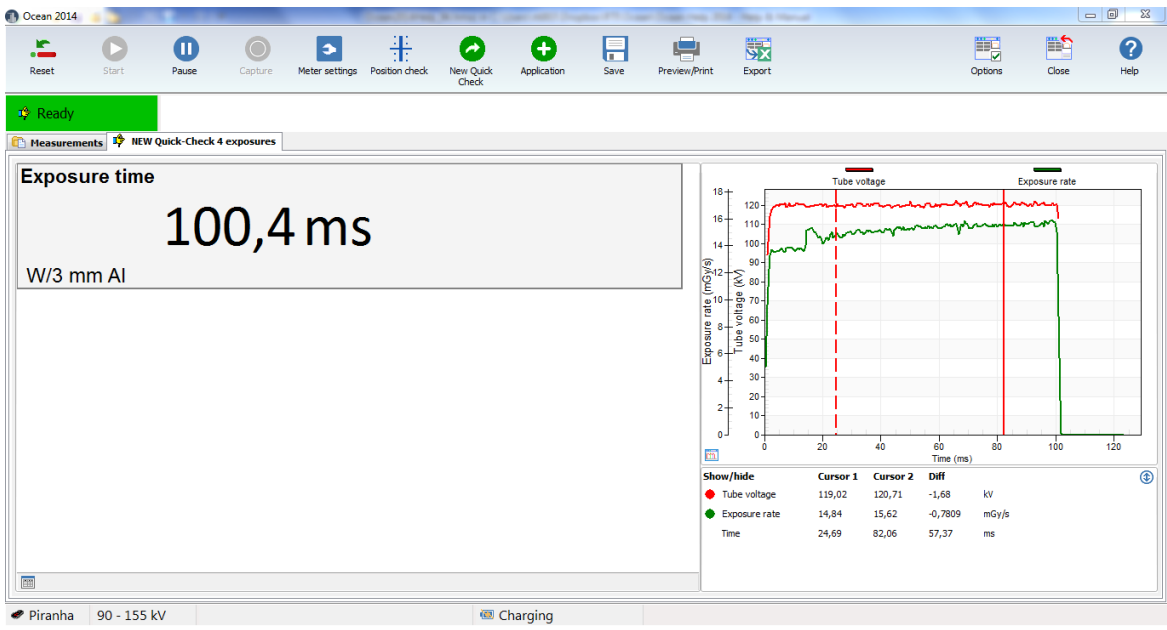 Ocean 2014
Reset Start Pause Capture Meter settings Position check New Quick Check Application Save Preview/Print Export Options Close Help
Ready
Measurements NEW Quick-Check 4 exposures
Exposure time
100,4 ms
W/3 mm Al
Tube voltage Exposure rate
18
16
14
12
10
8
6
4
2
0
Exposure rate (mGy/s)
120
110
100
90
80
70
60
50
40
30
20
10
0
Tube voltage (kV)
0 20 40 60 80 100 120
Time (ms)
Show/hide Cursor 1 Cursor 2 Diff
Tube voltage 119,02 120,71 -1,68 kV
Exposure rate 14,84 15,62 -0,7809 mGy/s
Time 24,69 82,06 57,37 ms
Piranha 90 - 155 kV Charging